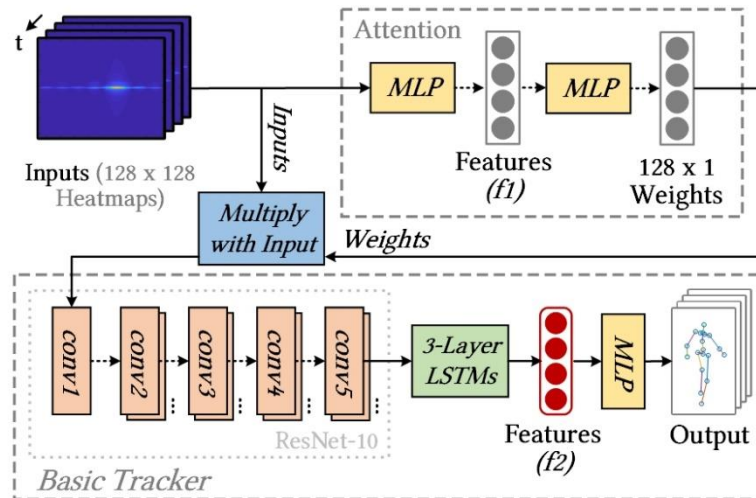 t
Attention
MLP
MLP
Inputs
Inputs (128 x 128
Heatmaps)
Features
(f1)
128 x 1
Weights
Multiply
with Input
Weights
conv1
conv2
conv3
conv4
conv5
ResNet-10
3-Layer
LSTMs
Features
(f2)
MLP
Output
Basic Tracker